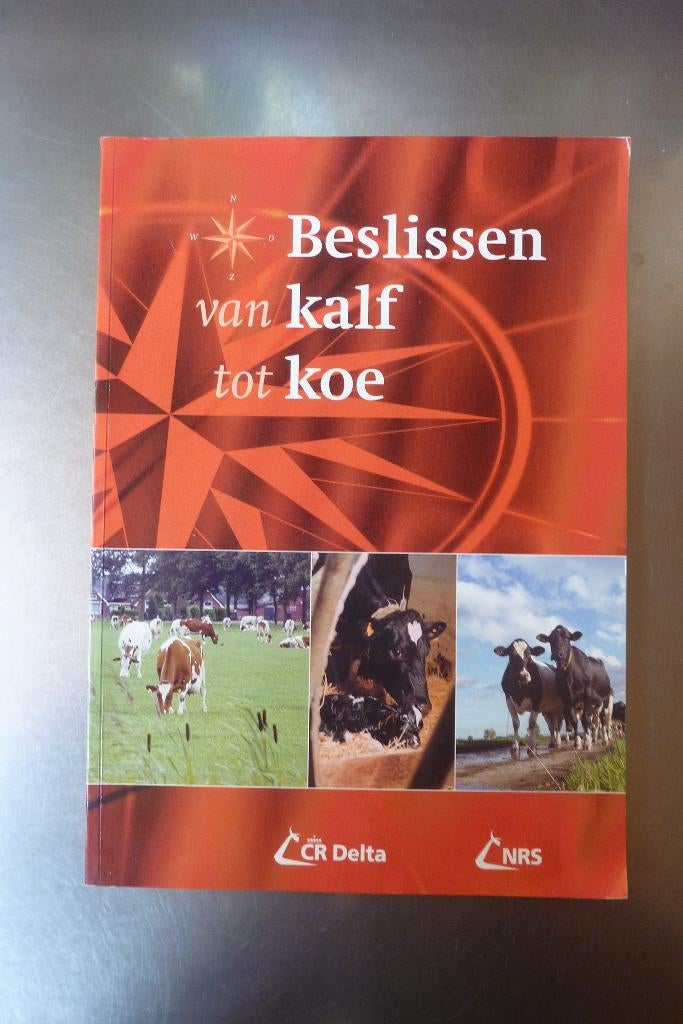 N
W O
Z
Beslissen
van kalf
tot koe
CR Delta
NRS